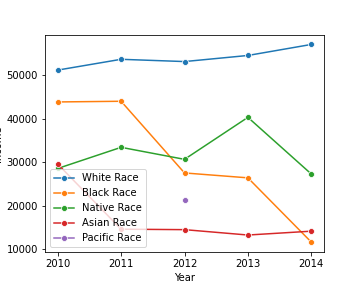 50000
40000
30000
20000
10000
White Race
Black Race
Native Race
Asian Race
Pacific Race
2010 2011 2012 2013 2014
Year